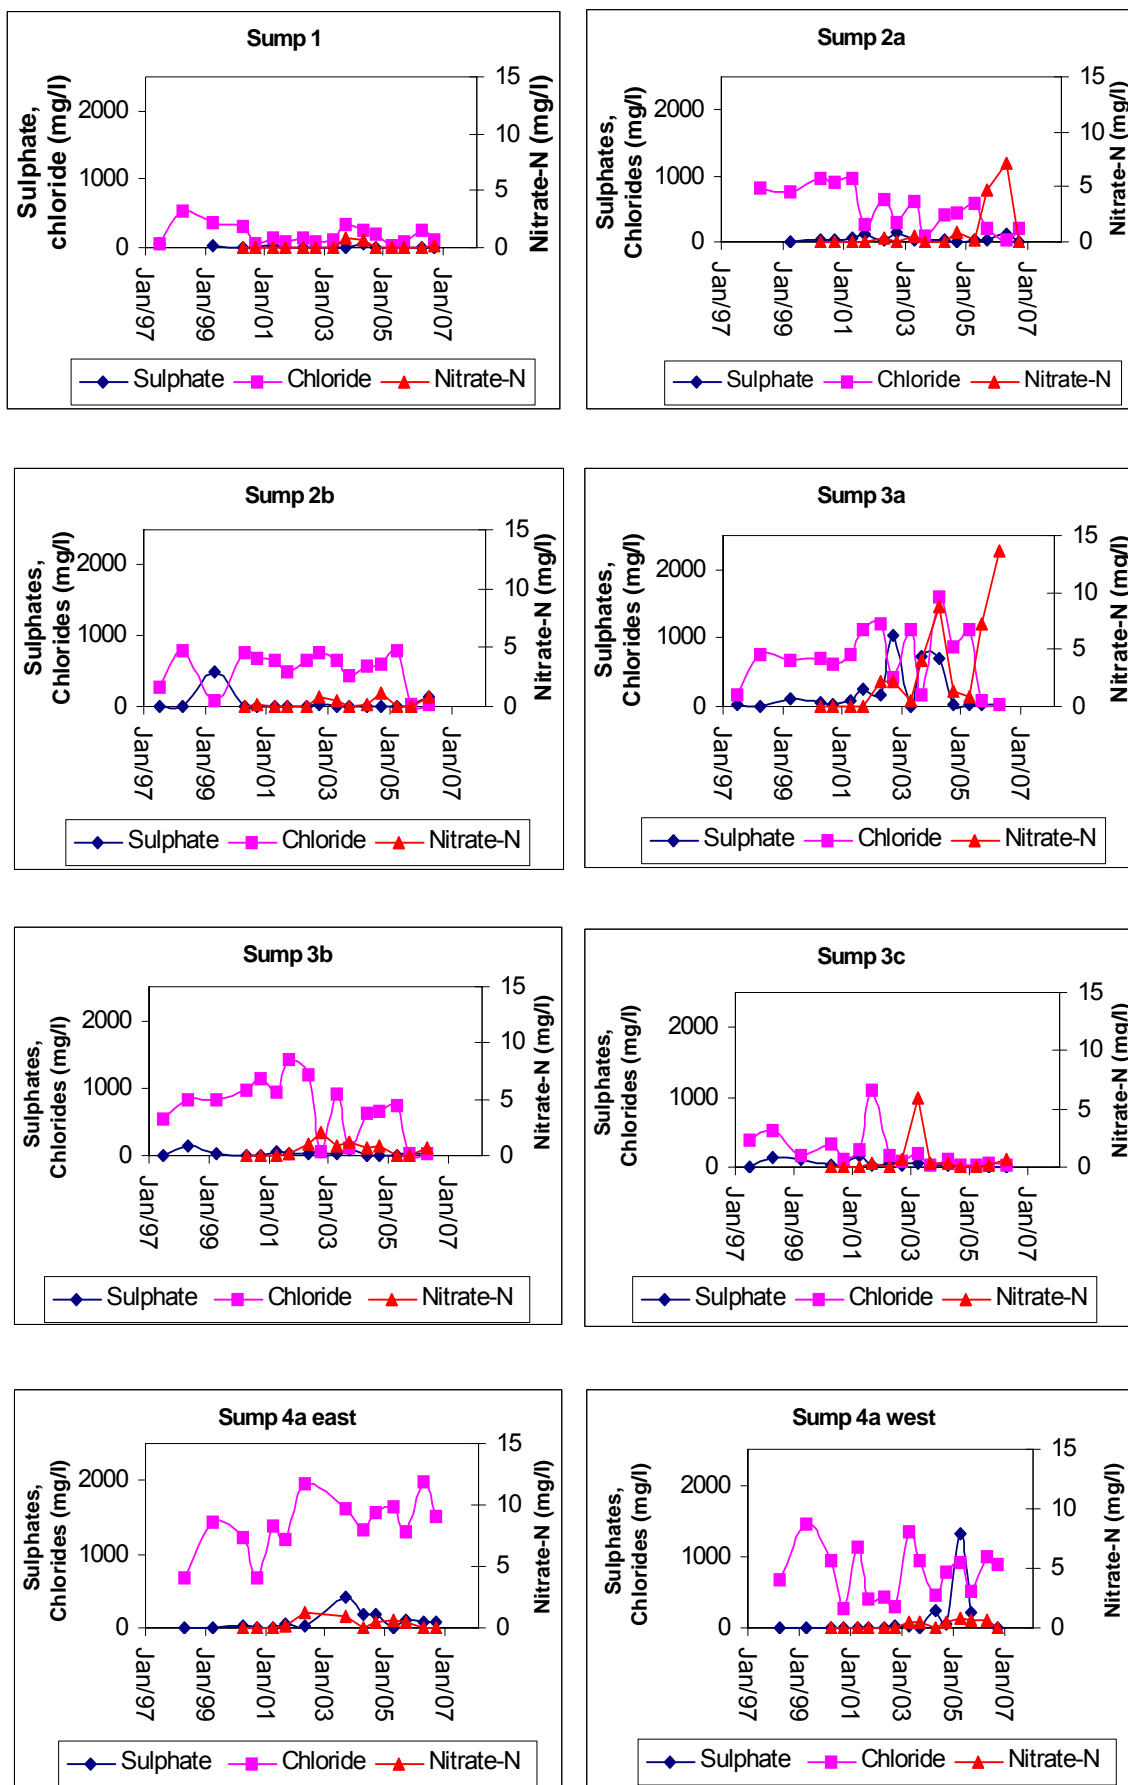 Sump 1
Sulphate,
chloride (mg/l)
2000
1000
0
15
10
5
0
Nitrate-N (mg/l)
Jan/97
Jan/99
Jan/01
Jan/03
Jan/05
Jan/07
Sulphate Chloride Nitrate-N
Sump 2a
Sulphates,
Chlorides (mg/l)
2000
1000
0
15
10
5
0
Nitrate-N (mg/l)
Jan/97
Jan/99
Jan/01
Jan/03
Jan/05
Jan/07
Sulphate Chloride Nitrate-N
Sump 2b
Sulphates,
Chlorides (mg/l)
2000
1000
0
15
10
5
0
Nitrate-N (mg/l)
Jan/97
Jan/99
Jan/01
Jan/03
Jan/05
Jan/07
Sulphate Chloride Nitrate-N
Sump 3a
Sulphates,
Chlorides (mg/l)
2000
1000
0
15
10
5
0
Nitrate-N (mg/l)
Jan/97
Jan/99
Jan/01
Jan/03
Jan/05
Jan/07
Sulphate Chloride Nitrate-N
Sump 3b
Sulphates,
Chlorides (mg/l)
2000
1000
0
15
10
5
0
Nitrate-N (mg/l)
Jan/97
Jan/99
Jan/01
Jan/03
Jan/05
Jan/07
Sulphate Chloride Nitrate-N
Sump 3c
Sulphates,
Chlorides (mg/l)
2000
1000
0
15
10
5
0
Nitrate-N (mg/l)
Jan/97
Jan/99
Jan/01
Jan/03
Jan/05
Jan/07
Sulphate Chloride Nitrate-N
Sump 4a east
Sulphates,
Chlorides (mg/l)
2000
1000
0
15
10
5
0
Nitrate-N (mg/l)
Jan/97
Jan/99
Jan/01
Jan/03
Jan/05
Jan/07
Sulphate Chloride Nitrate-N
Sump 4a west
Sulphates,
Chlorides (mg/l)
2000
1000
0
15
10
5
0
Nitrate-N (mg/l)
Jan/97
Jan/99
Jan/01
Jan/03
Jan/05
Jan/07
Sulphate Chloride Nitrate-N